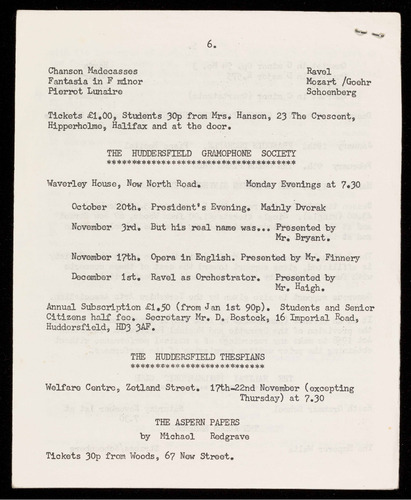 6.
Chanson Madecasses Ravel
Fantasia in F minor Mozart /Goehr
Pierrot Lunaire Schoenberg
Tickets £1.00, Students 30p from Mrs. Hanson, 23 The Crescent,
Hipperholme, Halifax and at the door.
THE HUDDERSFIELD GRAMOPHONE SOCIETY
************************************
Waverley House, New North Road. Monday Evenings at 7.30
October 20th. President's Evening. Mainly Dvorak
November 3rd. But his real name was... Presented by
Mr. Bryant.
November 17th. Opera in English. Presented by Mr. Finnery
December 1st. Ravel as Orchestrator. Presented by
Mr. Haigh.
Annual Subscription £1.50 (from Jan 1st 90p). Students and Senior
Citizens half fee. Secretary Mr. D. Bostock, 16 Imperial Road,
Huddersfield, HD3 3AF.
THE HUDDERSFIELD THESPIANS
**************************
Welfare Centre, Zetland Street. 17th-22nd November (excepting
Thursday) at 7.30
THE ASPERN PAPERS
by Michael Redgrave
Tickets 30p from Woods, 67 New Street.